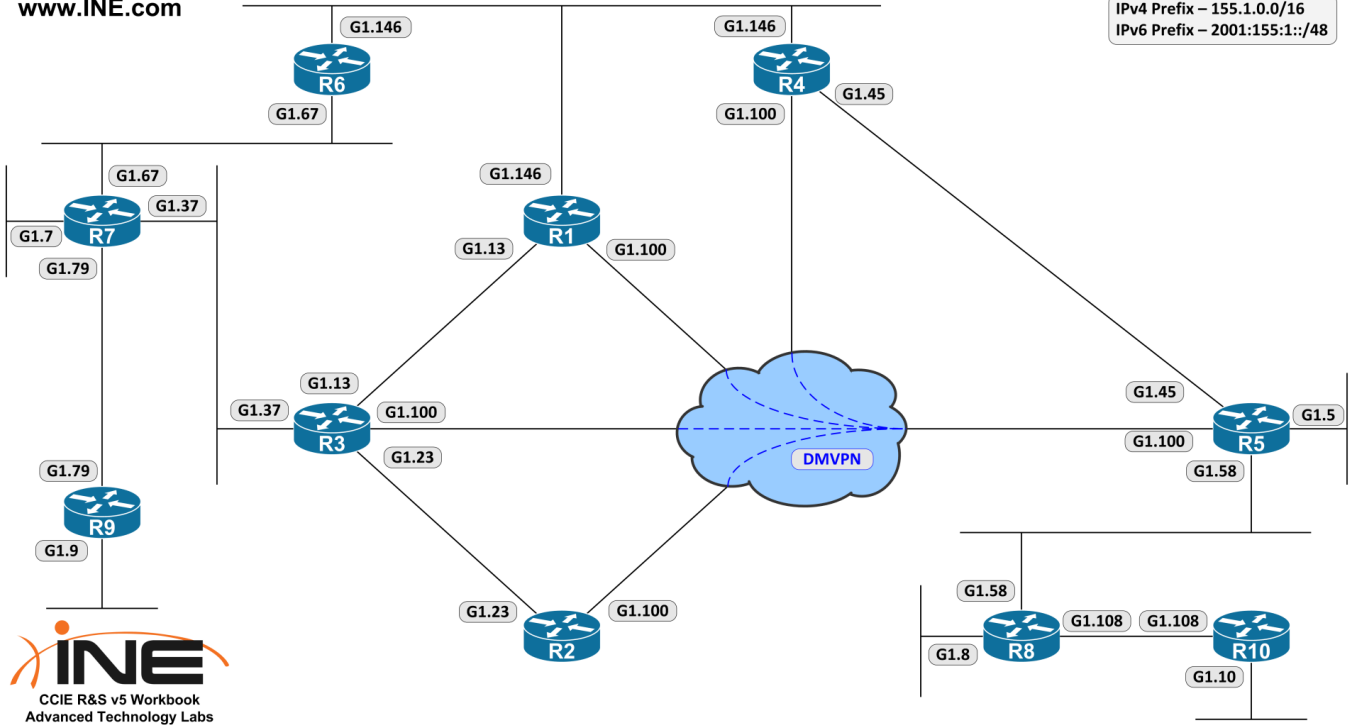 www.INE.com
IPv4 Prefix – 155.1.0.0/16
IPv6 Prefix – 2001:155:1::/48
G1.146
G1.146
R6
R4
G1.67
G1.100
G1.45
G1.67
G1.146
G1.37
R7
G1.7
R1
G1.13
G1.100
G1.79
G1.13
G1.37
G1.100
R3
G1.45
G1.5
R5
G1.100
G1.23
DMVPN
G1.58
G1.79
R9
G1.9
G1.58
G1.23
G1.100
R2
G1.108
G1.108
R8
R10
G1.8
G1.10
iNE
CCIE R&S v5 Workbook
Advanced Technology Labs